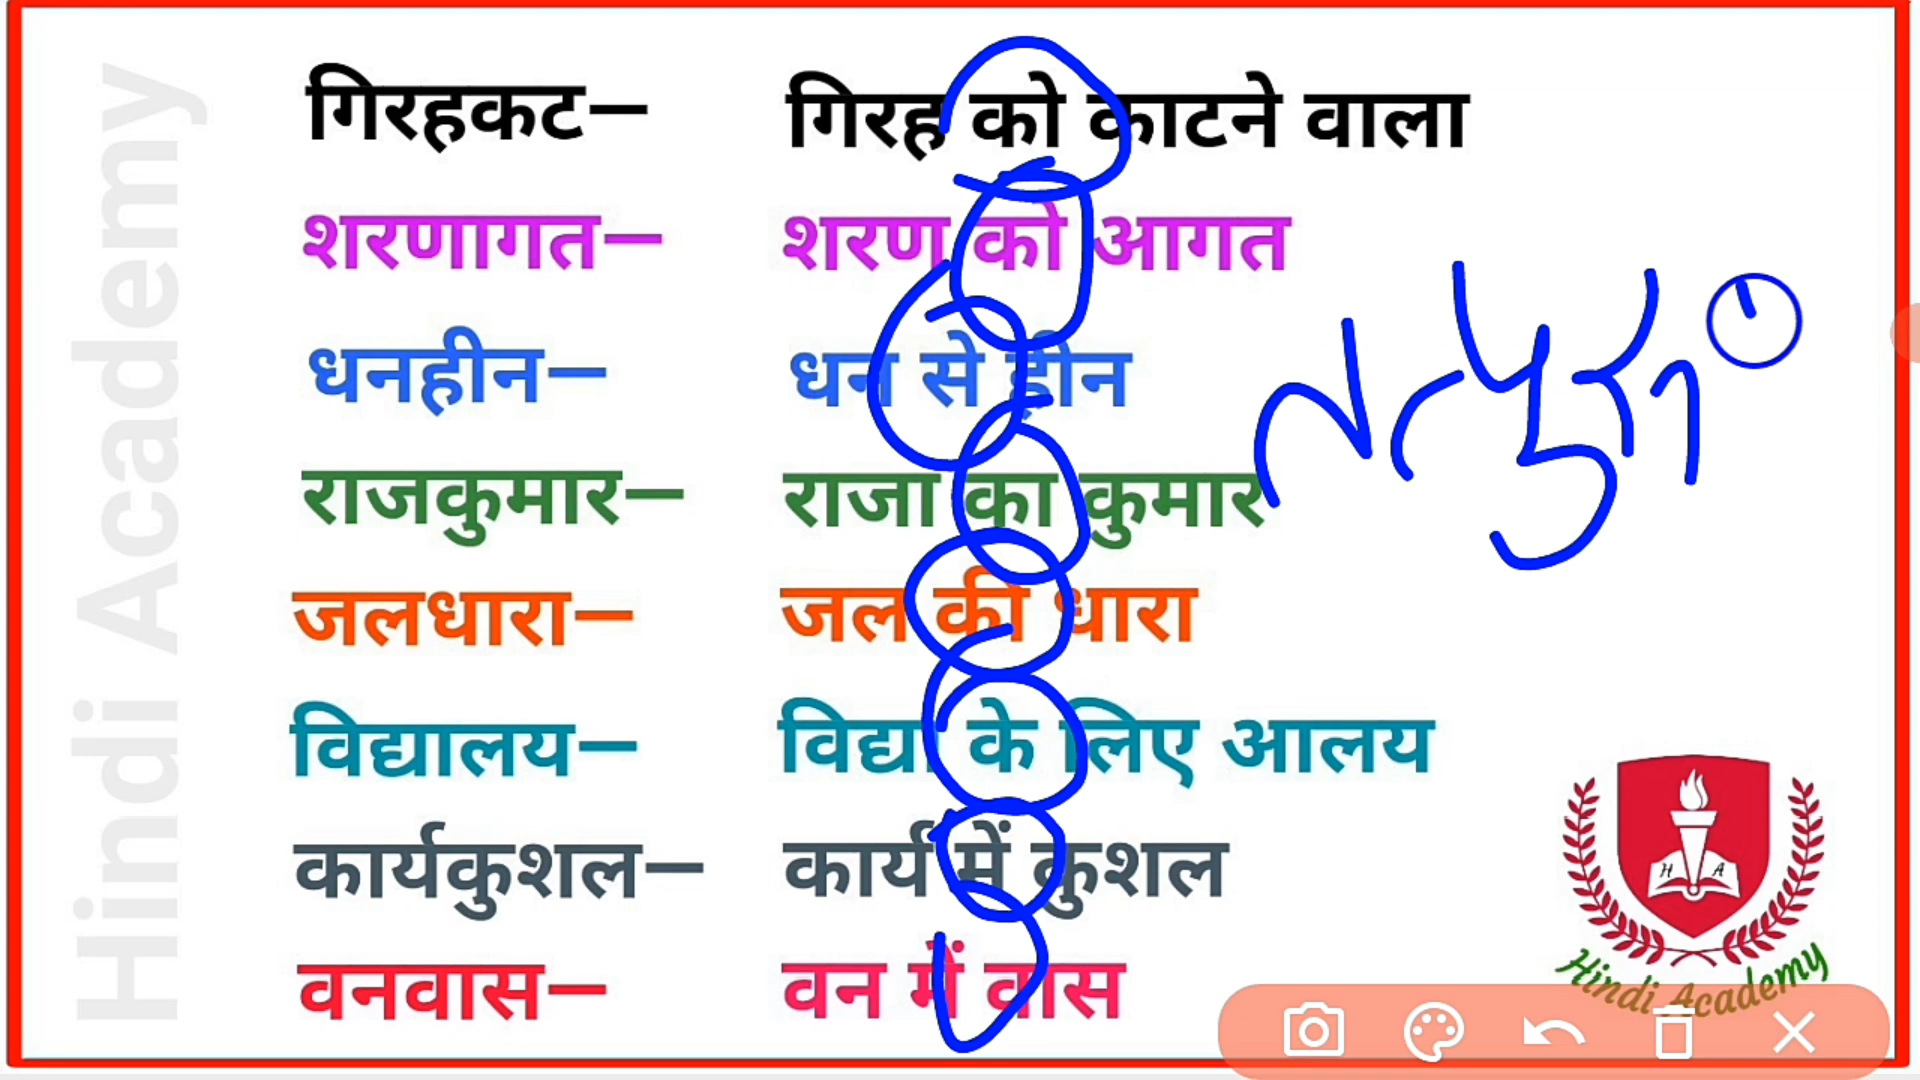 Hindi Academy
गिरहकट— गिरह को काटने वाला
शरणागत— शरण को आगत
धनहीन— धन से हीन
राजकुमार— राजा का कुमार
जलधारा— जल की धारा
विद्यालय— विद्या के लिए आलय
कार्यकुशल— कार्य में कुशल
वनवास— वन में वास
H A
Hindi Academy